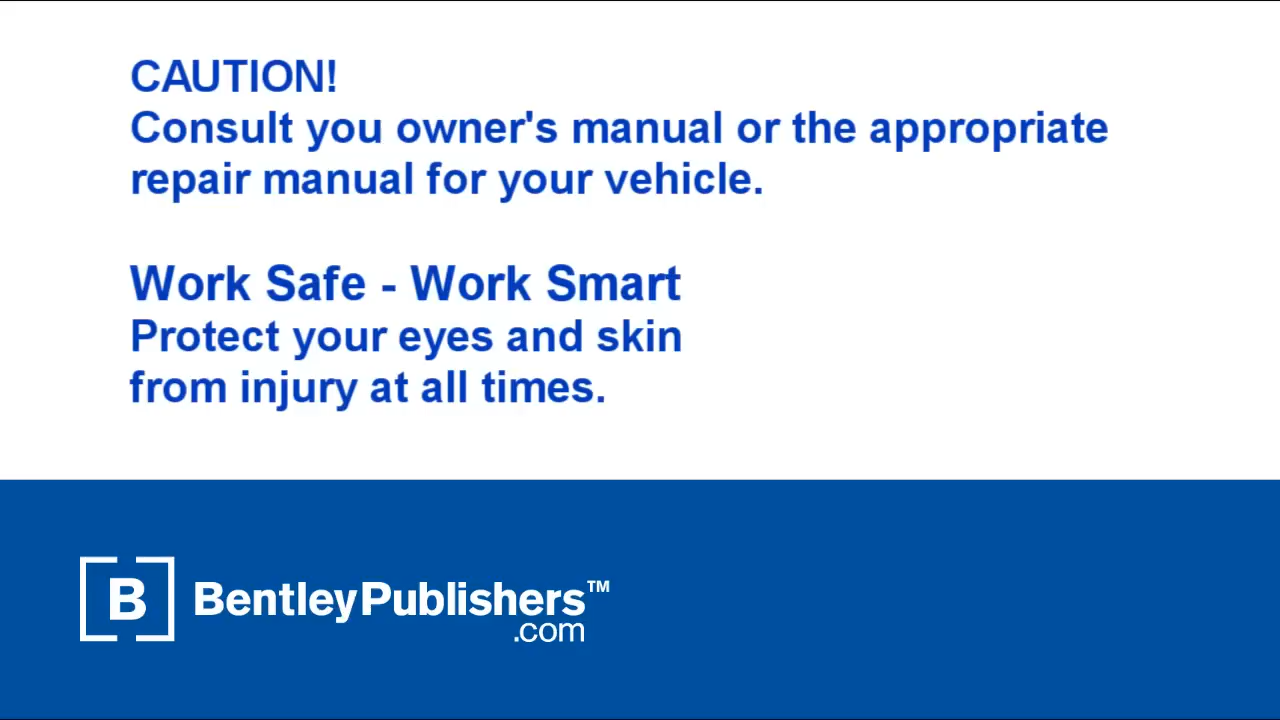 CAUTION!
Consult you owner's manual or the appropriate
repair manual for your vehicle.
Work Safe - Work Smart
Protect your eyes and skin
from injury at all times.
B BentleyPublishers™
.com